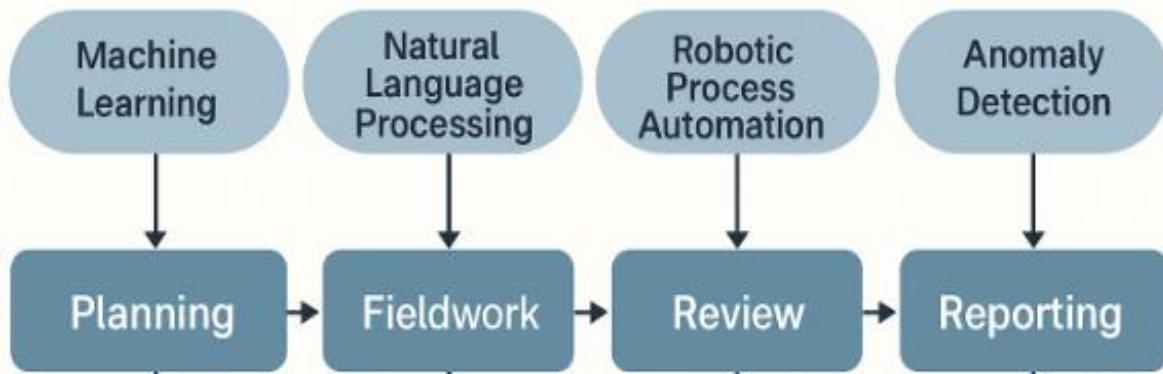 Machine
Learning
Natural
Language
Processing
Robotic
Process
Automation
Anomaly
Detection
Planning
Fieldwork
Review
Reporting